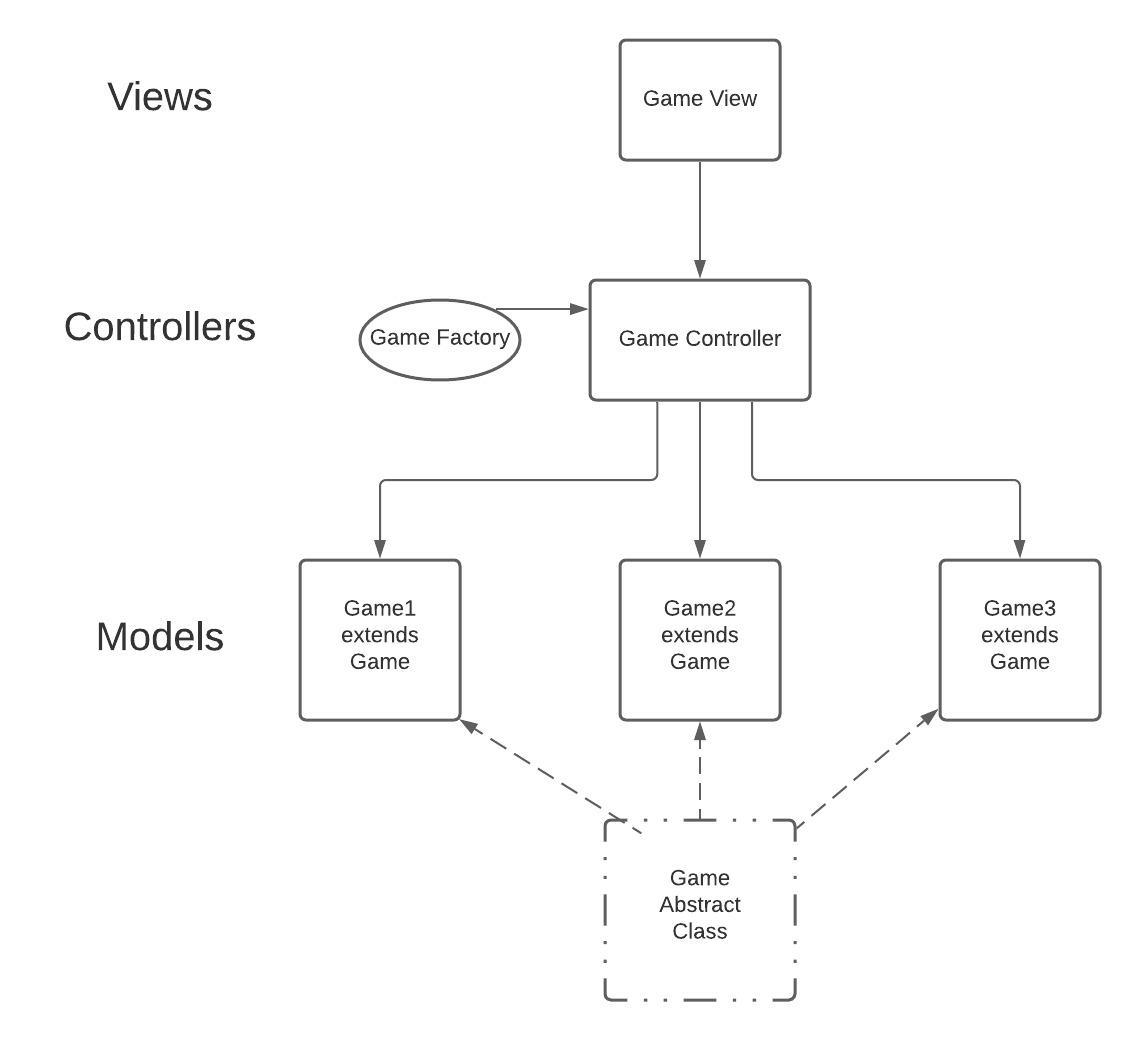 Views
Game View
Controllers
Game Factory
Game Controller
Models
Game1
extends
Game
Game2
extends
Game
Game3
extends
Game
Game
Abstract
Class